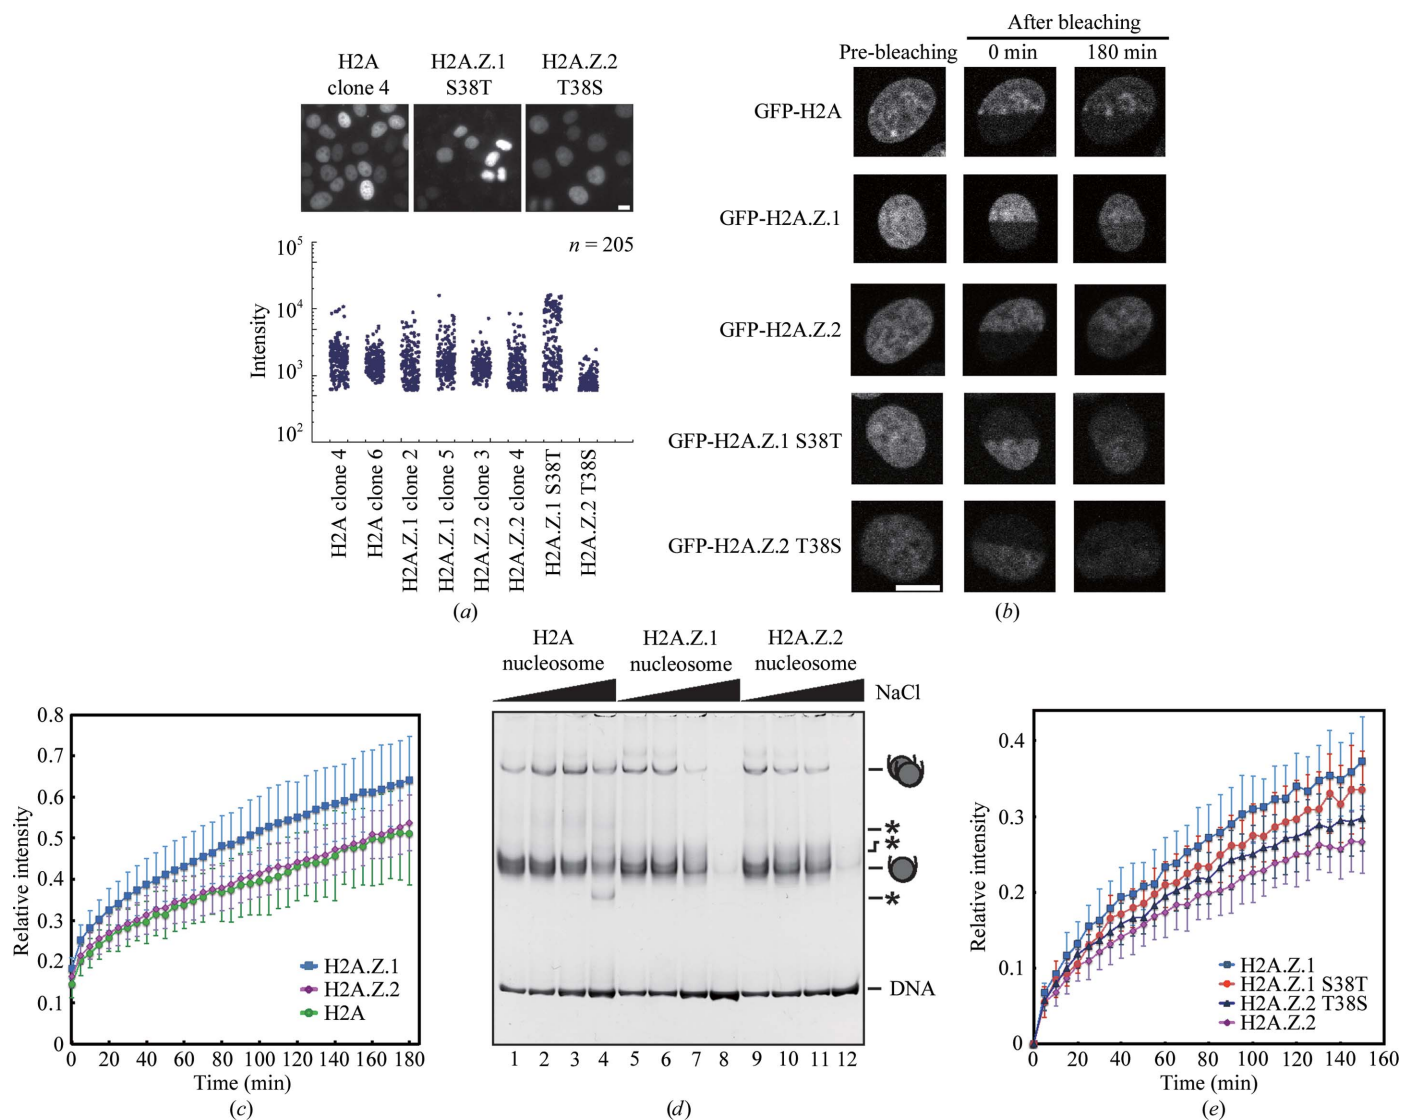 H2A
clone 4
H2A.Z.1
S38T
H2A.Z.2
T38S
n = 205
10^5
10^4
10^3
10^2
Intensity
H2A clone 4
H2A clone 6
H2A.Z.1 clone 2
H2A.Z.1 clone 5
H2A.Z.2 clone 3
H2A.Z.2 clone 4
H2A.Z.1 S38T
H2A.Z.2 T38S
(a)
After bleaching
Pre-bleaching 0 min 180 min
GFP-H2A
GFP-H2A.Z.1
GFP-H2A.Z.2
GFP-H2A.Z.1 S38T
GFP-H2A.Z.2 T38S
(b)
0.8
0.7
0.6
0.5
0.4
0.3
0.2
0.1
0
Relative intensity
H2A.Z.1
H2A.Z.2
H2A
0 20 40 60 80 100 120 140 160 180
Time (min)
(c)
H2A
nucleosome
H2A.Z.1
nucleosome
H2A.Z.2
nucleosome
NaCl
*
*
*
DNA
1 2 3 4 5 6 7 8 9 10 11 12
(d)
0.4
0.3
0.2
0.1
0
Relative intensity
H2A.Z.1
H2A.Z.1 S38T
H2A.Z.2 T38S
H2A.Z.2
0 20 40 60 80 100 120 140 160
Time (min)
(e)